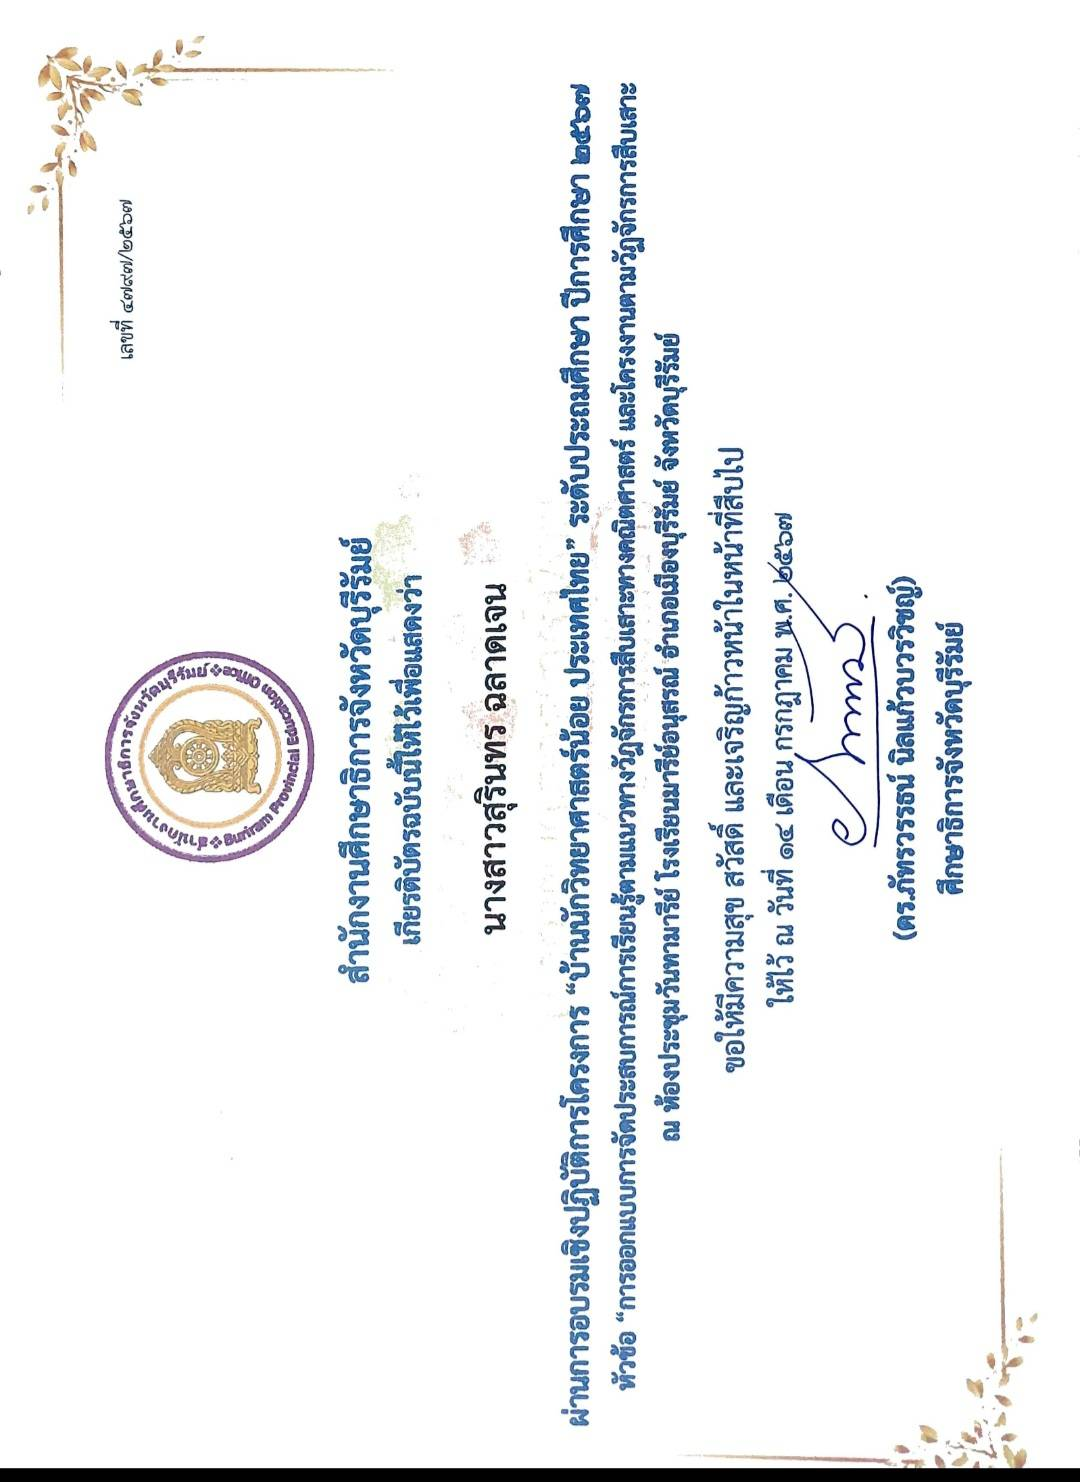 เลขที่ ๔๗๙๗/๒๕๖๗
สำนักงานศึกษาธิการจังหวัดบุรีรัมย์
Buriram Provincial Education Office
สำนักงานศึกษาธิการจังหวัดบุรีรัมย์
เกียรติบัตรฉบับนี้ให้ไว้เพื่อแสดงว่า
นางสาวสุรินทร ฉลาดเจน
ผ่านการอบรมเชิงปฏิบัติการโครงการ “บ้านนักวิทยาศาสตร์น้อย ประเทศไทย” ระดับประถมศึกษา ปีการศึกษา ๒๕๖๗
หัวข้อ “การออกแบบการจัดประสบการณ์การเรียนรู้ตามแนวทางวัฏจักรการสืบเสาะทางคณิตศาสตร์ และโครงงานตามวัฏจักรการสืบเสาะ
ณ ห้องประชุมวันทามารีย์ โรงเรียนมารีย์อนุสรณ์ อำเภอเมืองบุรีรัมย์ จังหวัดบุรีรัมย์
ขอให้มีความสุข สวัสดิ์ และเจริญก้าวหน้าในหน้าที่สืบไป
ให้ไว้ ณ วันที่ ๑๔ เดือน กรกฎาคม พ.ศ. ๒๕๖๗
(ดร.ภัทรวรรธน์ นิลแก้วบวรวิชญ์)
ศึกษาธิการจังหวัดบุรีรัมย์